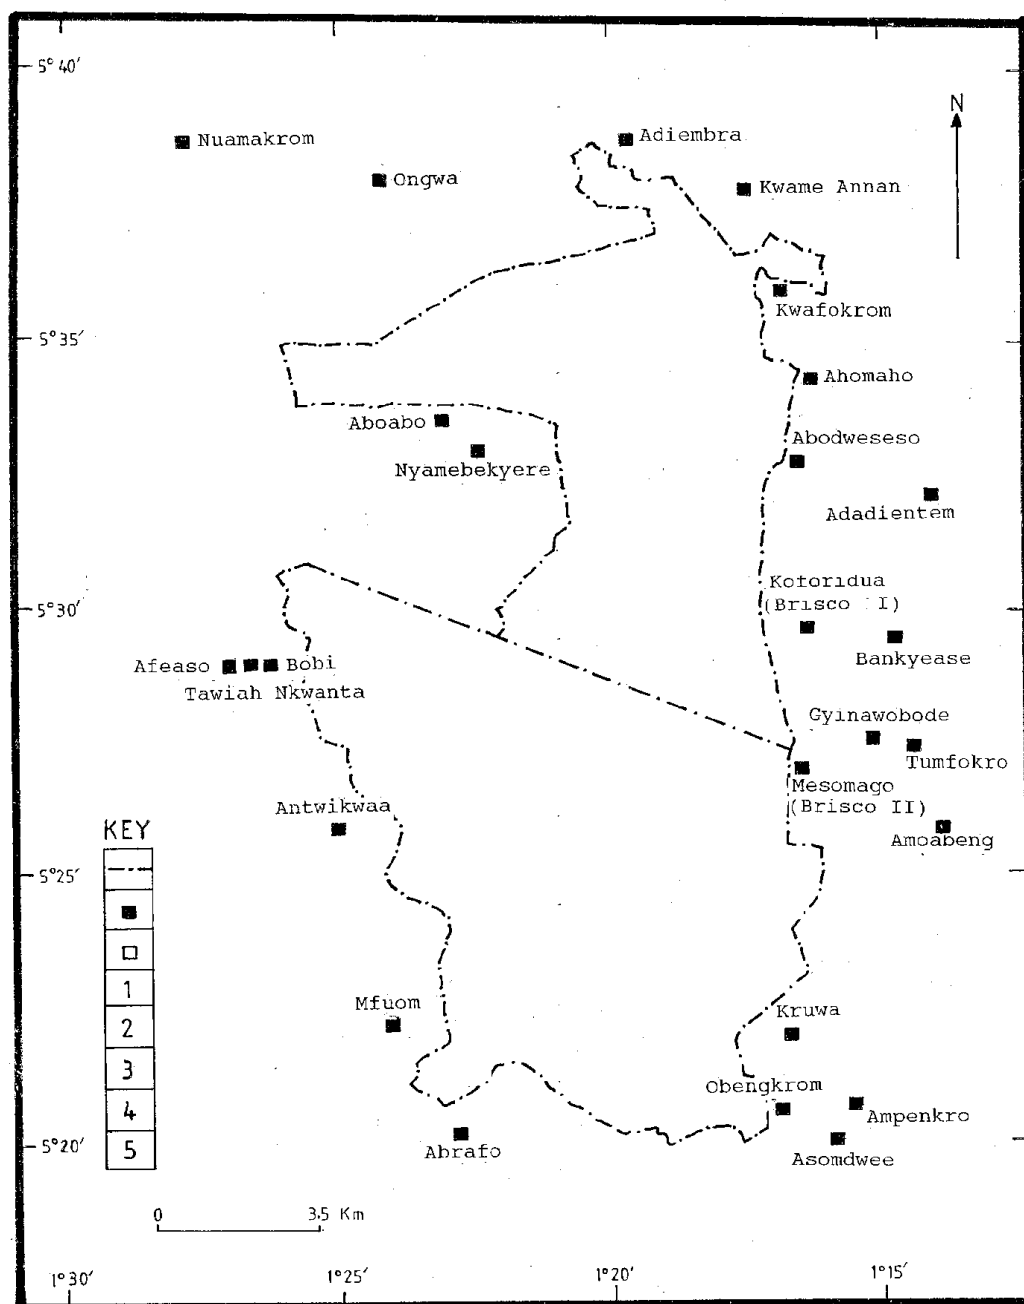 5° 40′
N
Nuamakrom
Adiembra
Ongwa
Kwame Annan
Kwafokrom
5° 35′
Ahomaho
Aboabo
Abodweseso
Nyamebekyere
Adadientem
Kotoridua
(Brisco I)
5° 30′
Bankyease
Afeaso
Bobi
Tawiah Nkwanta
Gyinawobode
Tumfokro
Mesomago
(Brisco II)
Antwikwaa
Amoabeng
KEY
5° 25′
1
2
3
4
5
Mfuom
Kruwa
Obengkrom
Ampenkro
5° 20′
Abrafo
Asomdwee
0 3.5 Km
1° 30′ 1° 25′ 1° 20′ 1° 15′